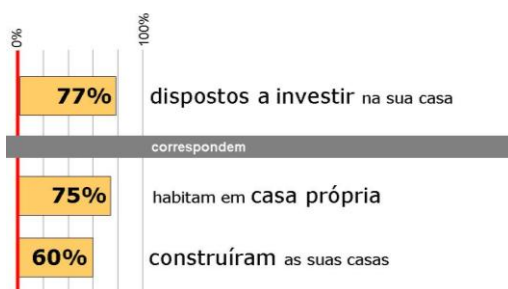 0% 100%
77% dispostos a investir na sua casa
correspondem
75% habitam em casa própria
60% construíram as suas casas